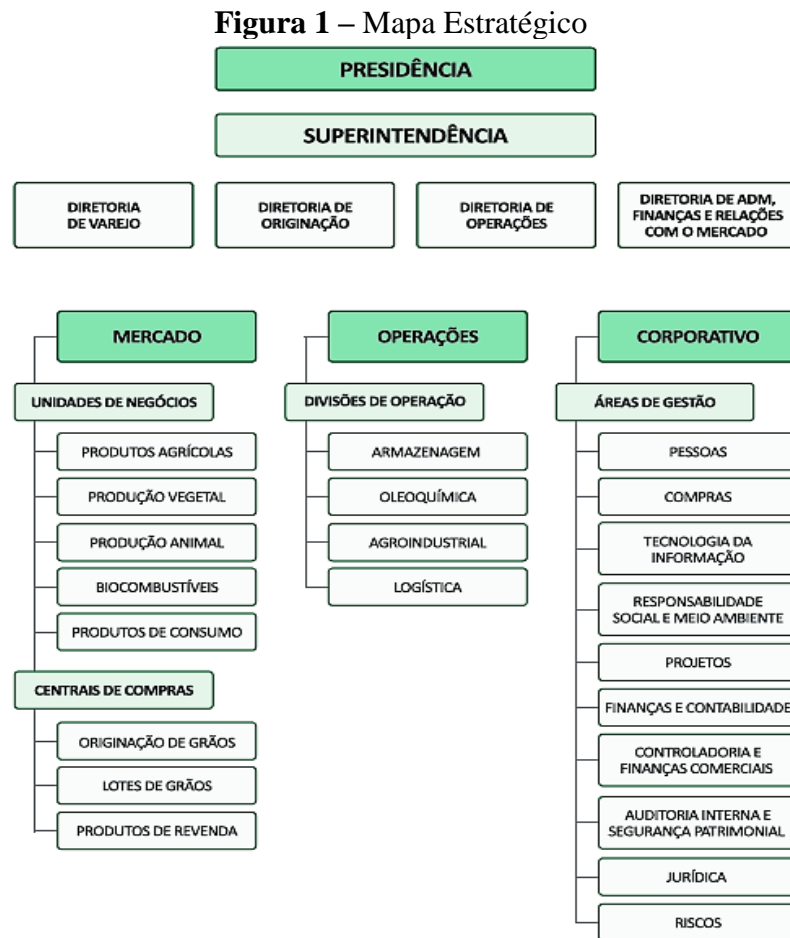 Figura 1 – Mapa Estratégico
PRESIDÊNCIA
SUPERINTENDÊNCIA
DIRETORIA
DE VAREJO
DIRETORIA DE
ORIGINAÇÃO
DIRETORIA DE
OPERAÇÕES
DIRETORIA DE ADM,
FINANÇAS E RELAÇÕES
COM O MERCADO
MERCADO
UNIDADES DE NEGÓCIOS
PRODUTOS AGRÍCOLAS
PRODUÇÃO VEGETAL
PRODUÇÃO ANIMAL
BIOCOMBUSTÍVEIS
PRODUTOS DE CONSUMO
CENTRAIS DE COMPRAS
ORIGINAÇÃO DE GRÃOS
LOTES DE GRÃOS
PRODUTOS DE REVENDA
OPERAÇÕES
DIVISÕES DE OPERAÇÃO
ARMAZENAGEM
OLEOQUÍMICA
AGROINDUSTRIAL
LOGÍSTICA
CORPORATIVO
ÁREAS DE GESTÃO
PESSOAS
COMPRAS
TECNOLOGIA DA
INFORMAÇÃO
RESPONSABILIDADE
SOCIAL E MEIO AMBIENTE
PROJETOS
FINANÇAS E CONTABILIDADE
CONTROLADORIA E
FINANÇAS COMERCIAIS
AUDITORIA INTERNA E
SEGURANÇA PATRIMONIAL
JURÍDICA
RISCOS